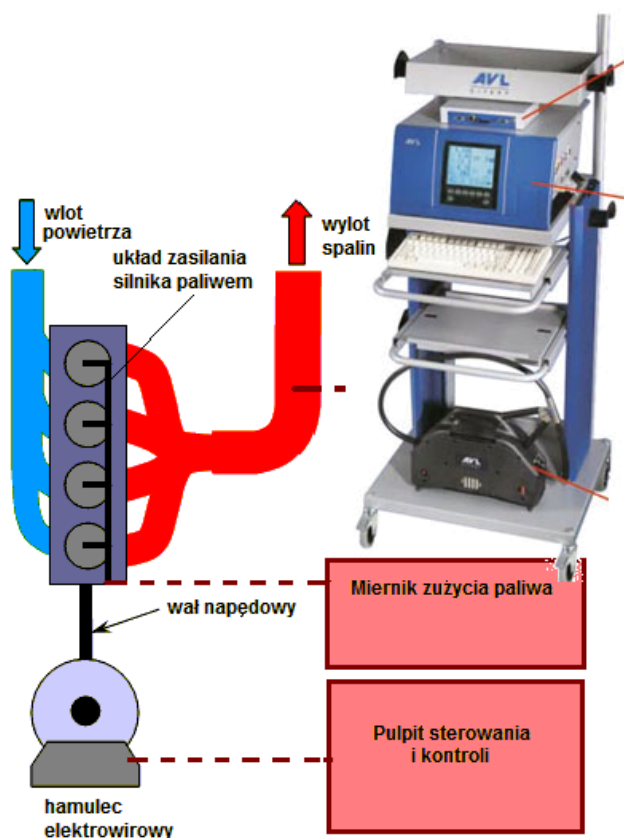 AVL
AVL
wlot
powietrza
układ zasilania
silnika paliwem
wylot
spalin
AVL
Miernik zużycia paliwa
wał napędowy
Pulpit sterowania
i kontroli
hamulec
elektrowirowy